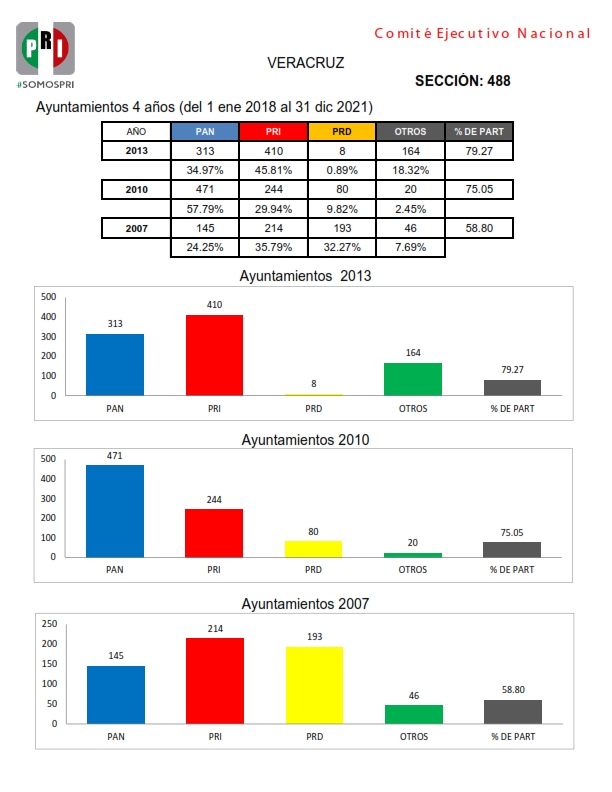 Comité Ejecutivo Nacional
PRI
#SOMOSPRI
VERACRUZ
SECCIÓN: 488
Ayuntamientos 4 años (del 1 ene 2018 al 31 dic 2021)
AÑO PAN PRI PRD OTROS % DE PART
2013 313 410 8 164 79.27
34.97% 45.81% 0.89% 18.32%
2010 471 244 80 20 75.05
57.79% 29.94% 9.82% 2.45%
2007 145 214 193 46 58.80
24.25% 35.79% 32.27% 7.69%
Ayuntamientos 2013
500
400
300
200
100
0
313 410 8 164 79.27
PAN PRI PRD OTROS % DE PART
Ayuntamientos 2010
500
400
300
200
100
0
471 244 80 20 75.05
PAN PRI PRD OTROS % DE PART
Ayuntamientos 2007
250
200
150
100
50
0
145 214 193 46 58.80
PAN PRI PRD OTROS % DE PART